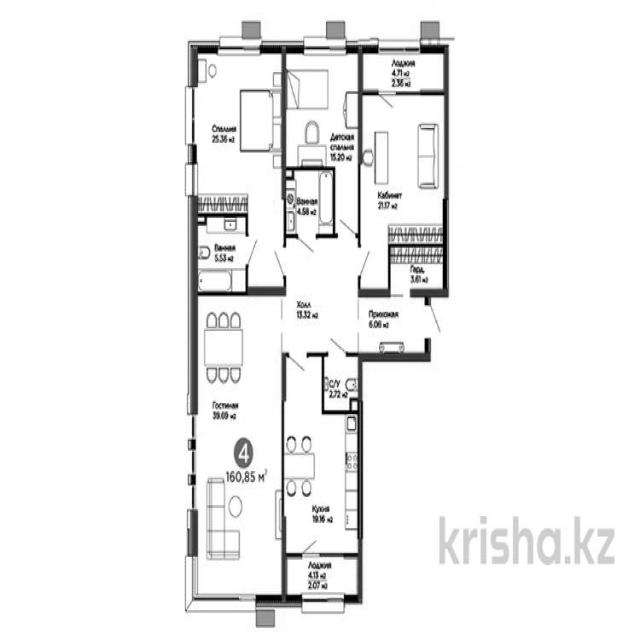 Лоджия
4.71 м2
2.36 м2
Спальня
25.36 м2
Детская
спальня
15.20 м2
Ванная
4.58 м2
Кабинет
21.17 м2
Ванная
5.53 м2
Гард.
3.61 м2
Холл
13.32 м2
Прихожая
6.06 м2
С/У
2.72 м2
Гостиная
39.69 м2
4
160,85 м²
Кухня
19.16 м2
Лоджия
4.13 м2
2.07 м2
krisha.kz